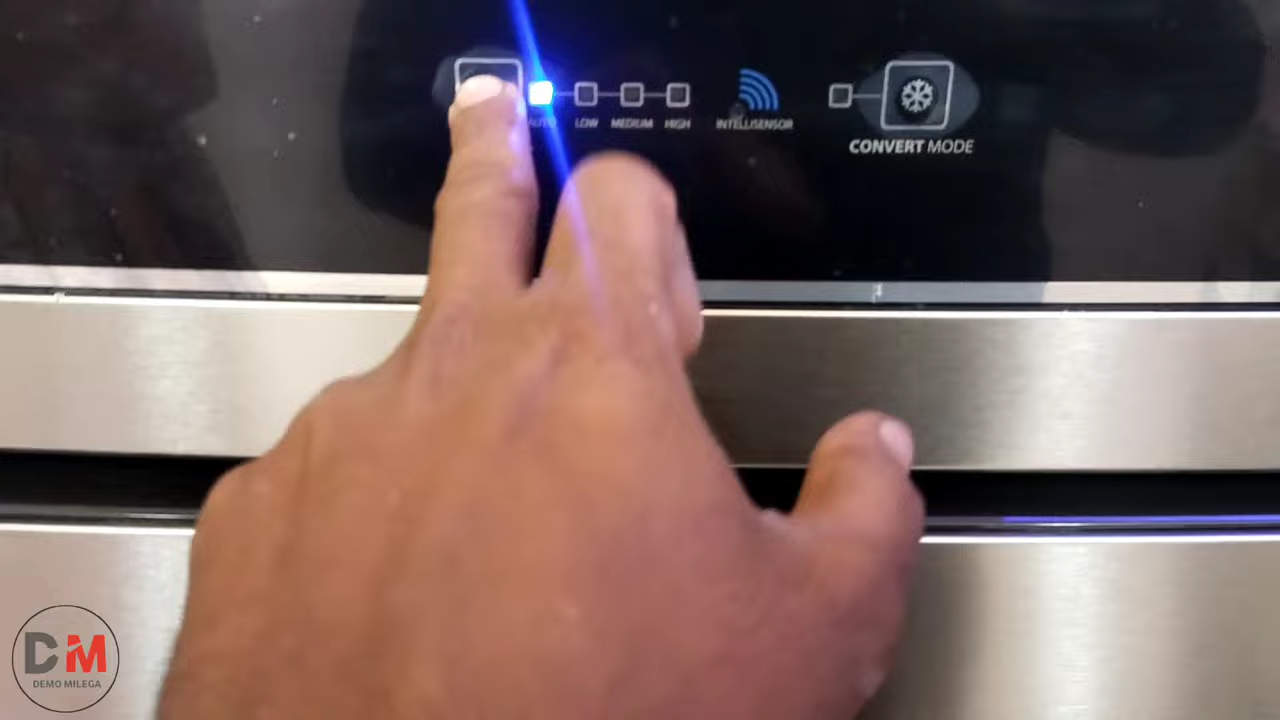 AUTO LOW MEDIUM HIGH INTELLISENSOR
CONVERT MODE
DM
DEMO MILEGA